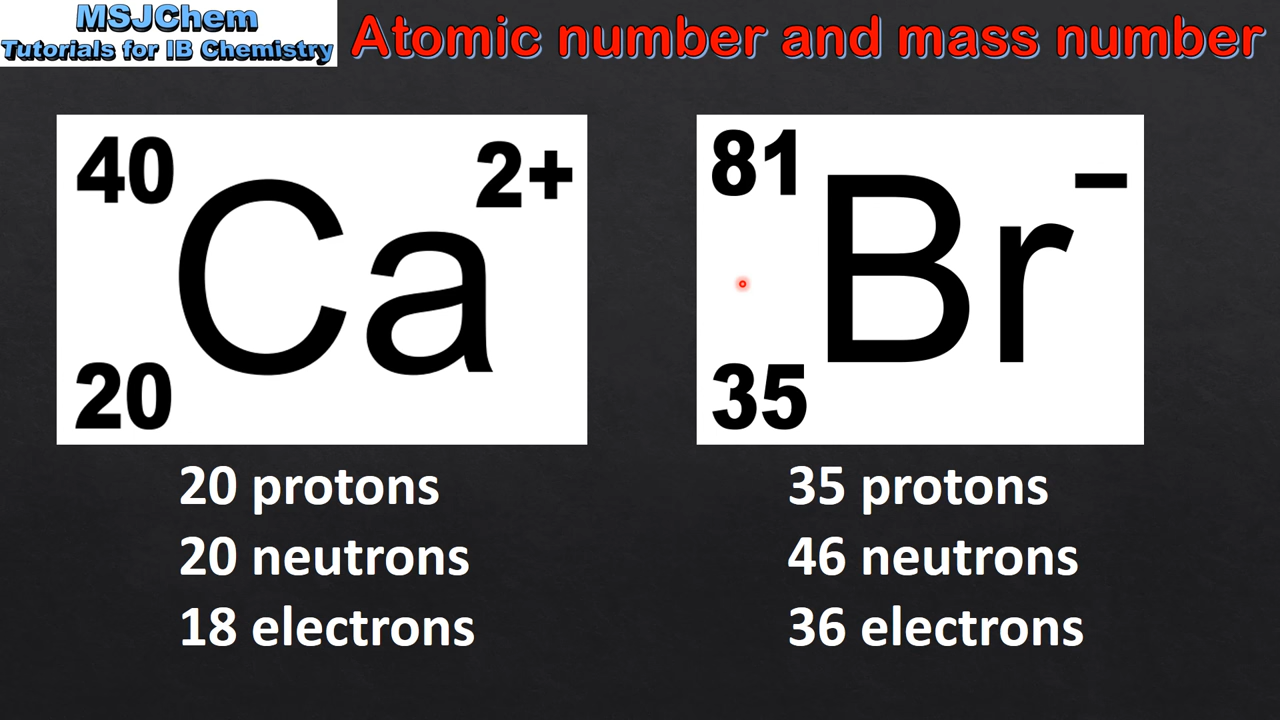 MSJChem
Tutorials for IB Chemistry
Atomic number and mass number
40
Ca
2+
20
81
Br
−
35
20 protons
20 neutrons
18 electrons
35 protons
46 neutrons
36 electrons